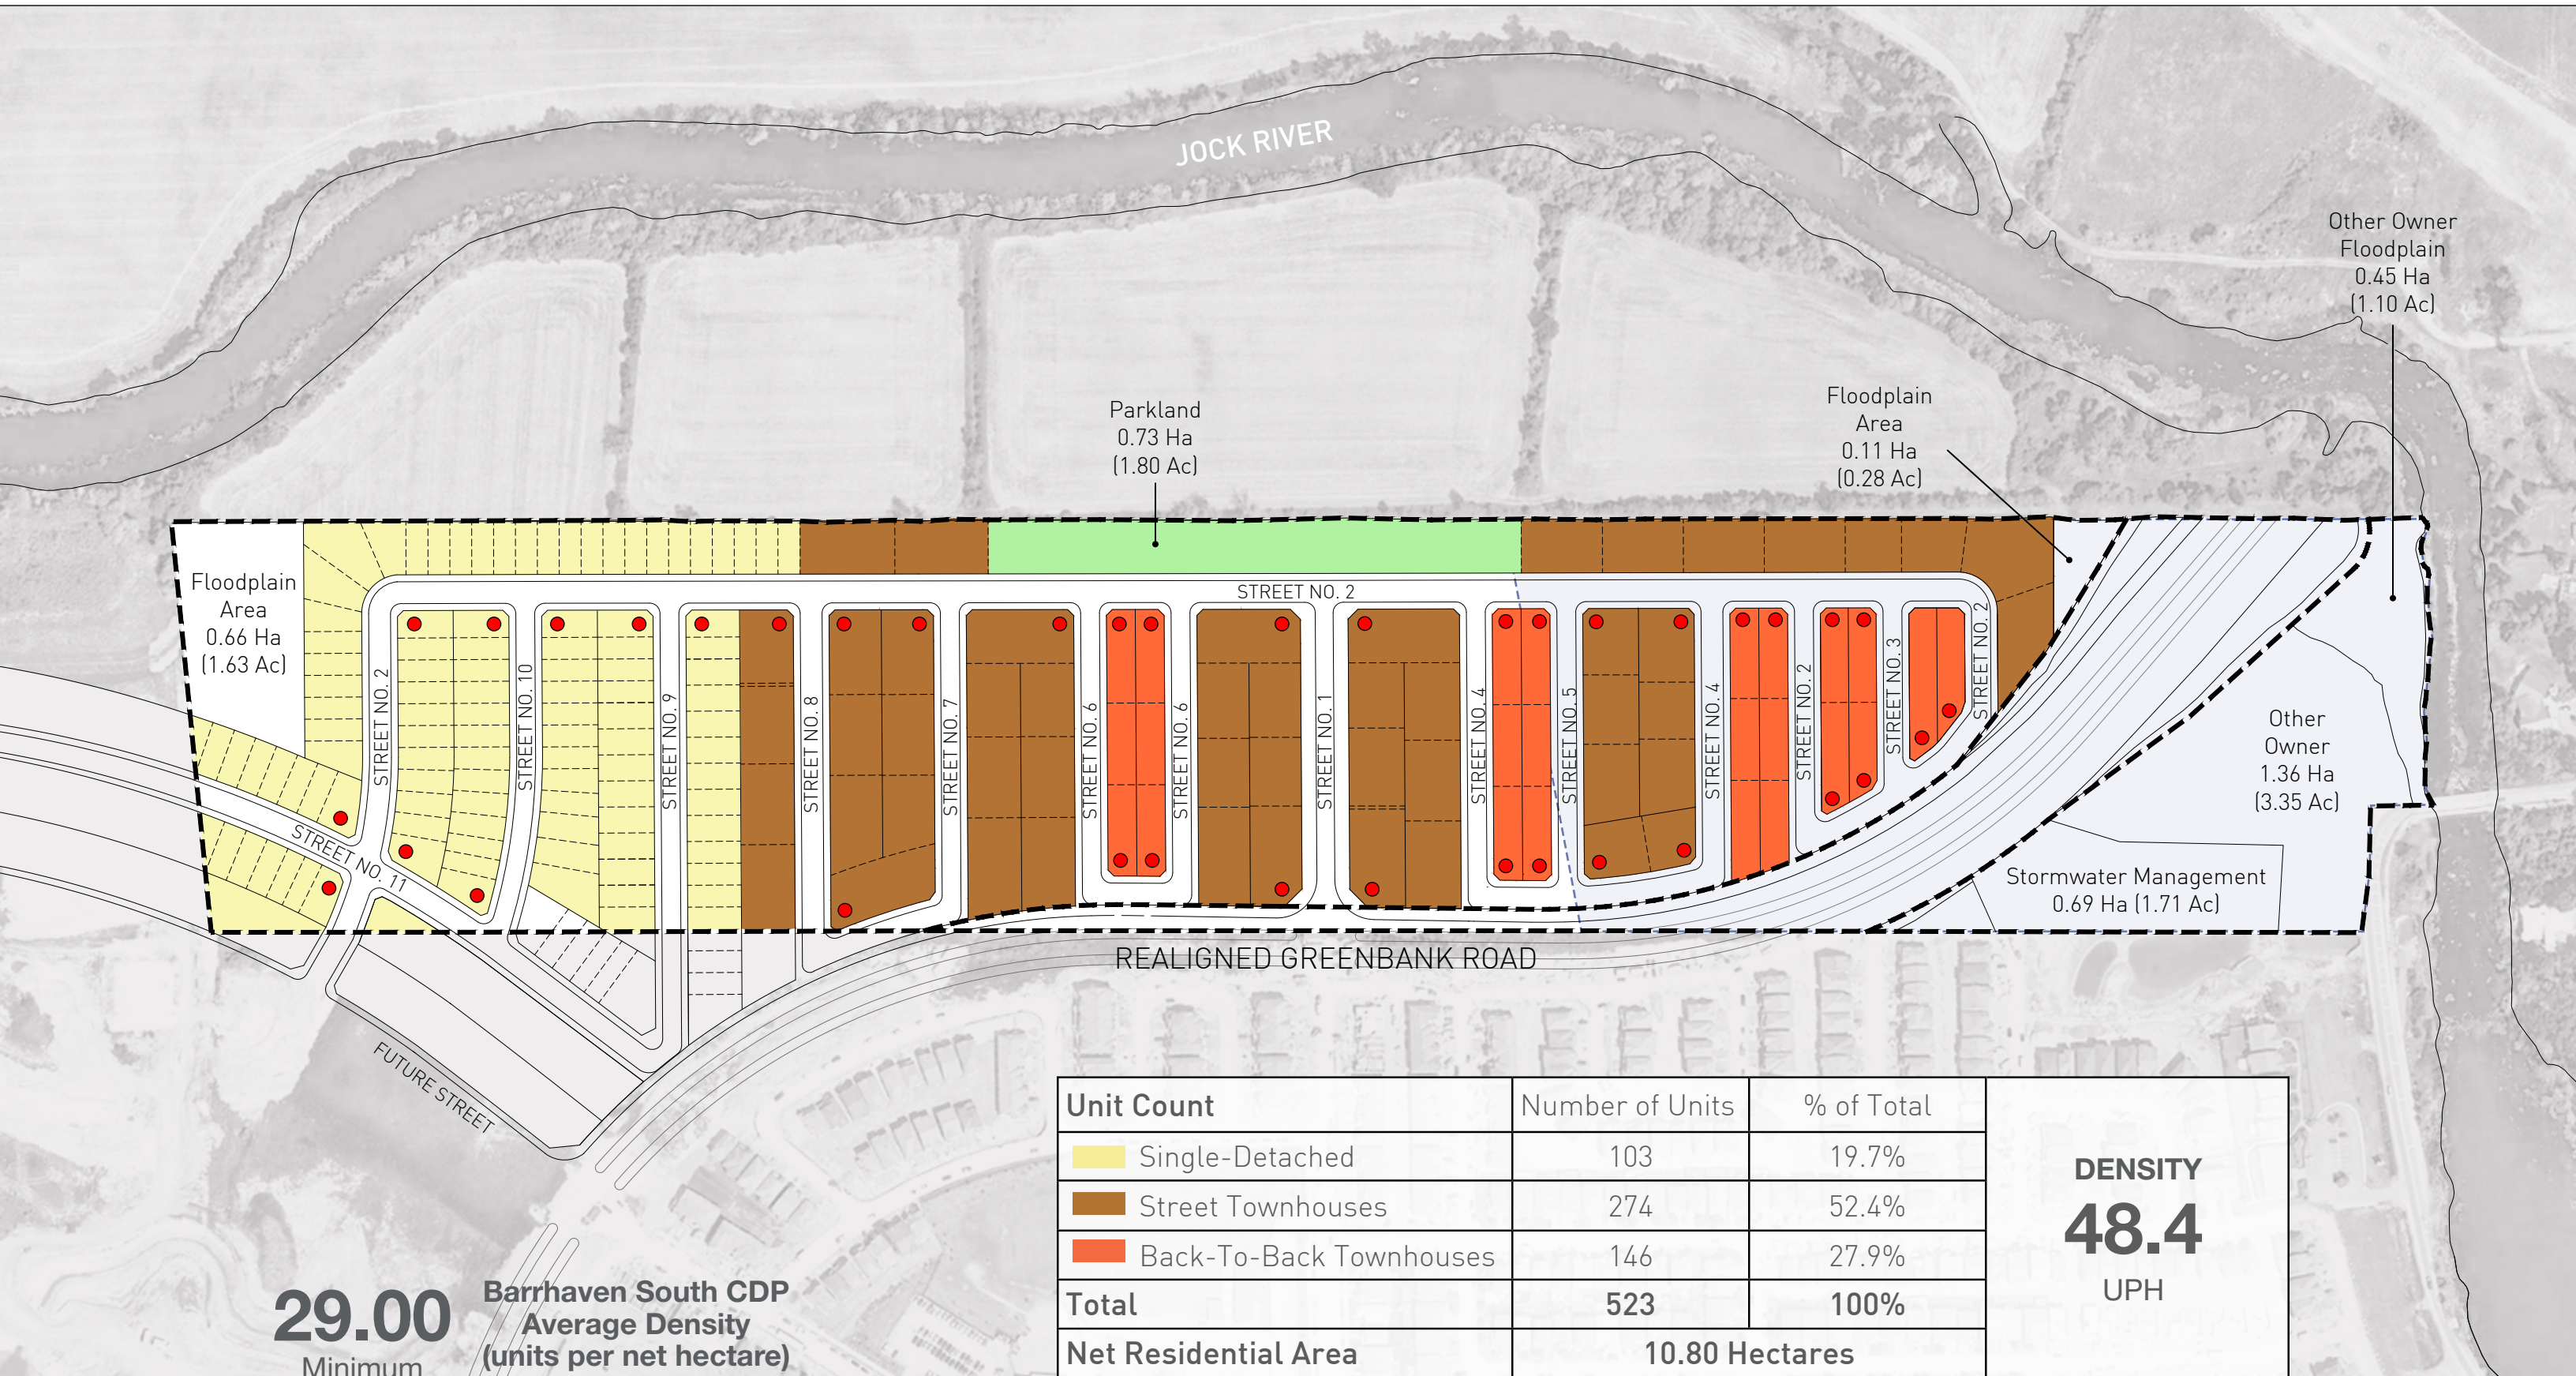 JOCK RIVER
Other Owner
Floodplain
0.45 Ha
(1.10 Ac)
Parkland
0.73 Ha
(1.80 Ac)
Floodplain
Area
0.11 Ha
(0.28 Ac)
Floodplain
Area
0.66 Ha
(1.63 Ac)
STREET NO. 2
STREET NO. 2
STREET NO. 10
STREET NO. 9
STREET NO. 8
STREET NO. 7
STREET NO. 6
STREET NO. 6
STREET NO. 1
STREET NO. 4
STREET NO. 5
STREET NO. 4
STREET NO. 2
STREET NO. 3
STREET NO. 2
STREET NO. 11
Other
Owner
1.36 Ha
(3.35 Ac)
Stormwater Management
0.69 Ha (1.71 Ac)
REALIGNED GREENBANK ROAD
FUTURE STREET
Unit Count Number of Units % of Total
Single-Detached 103 19.7%
Street Townhouses 274 52.4%
Back-To-Back Townhouses 146 27.9%
Total 523 100%
Net Residential Area 10.80 Hectares
DENSITY
48.4
UPH
29.00
Minimum
Barrhaven South CDP
Average Density
(units per net hectare)